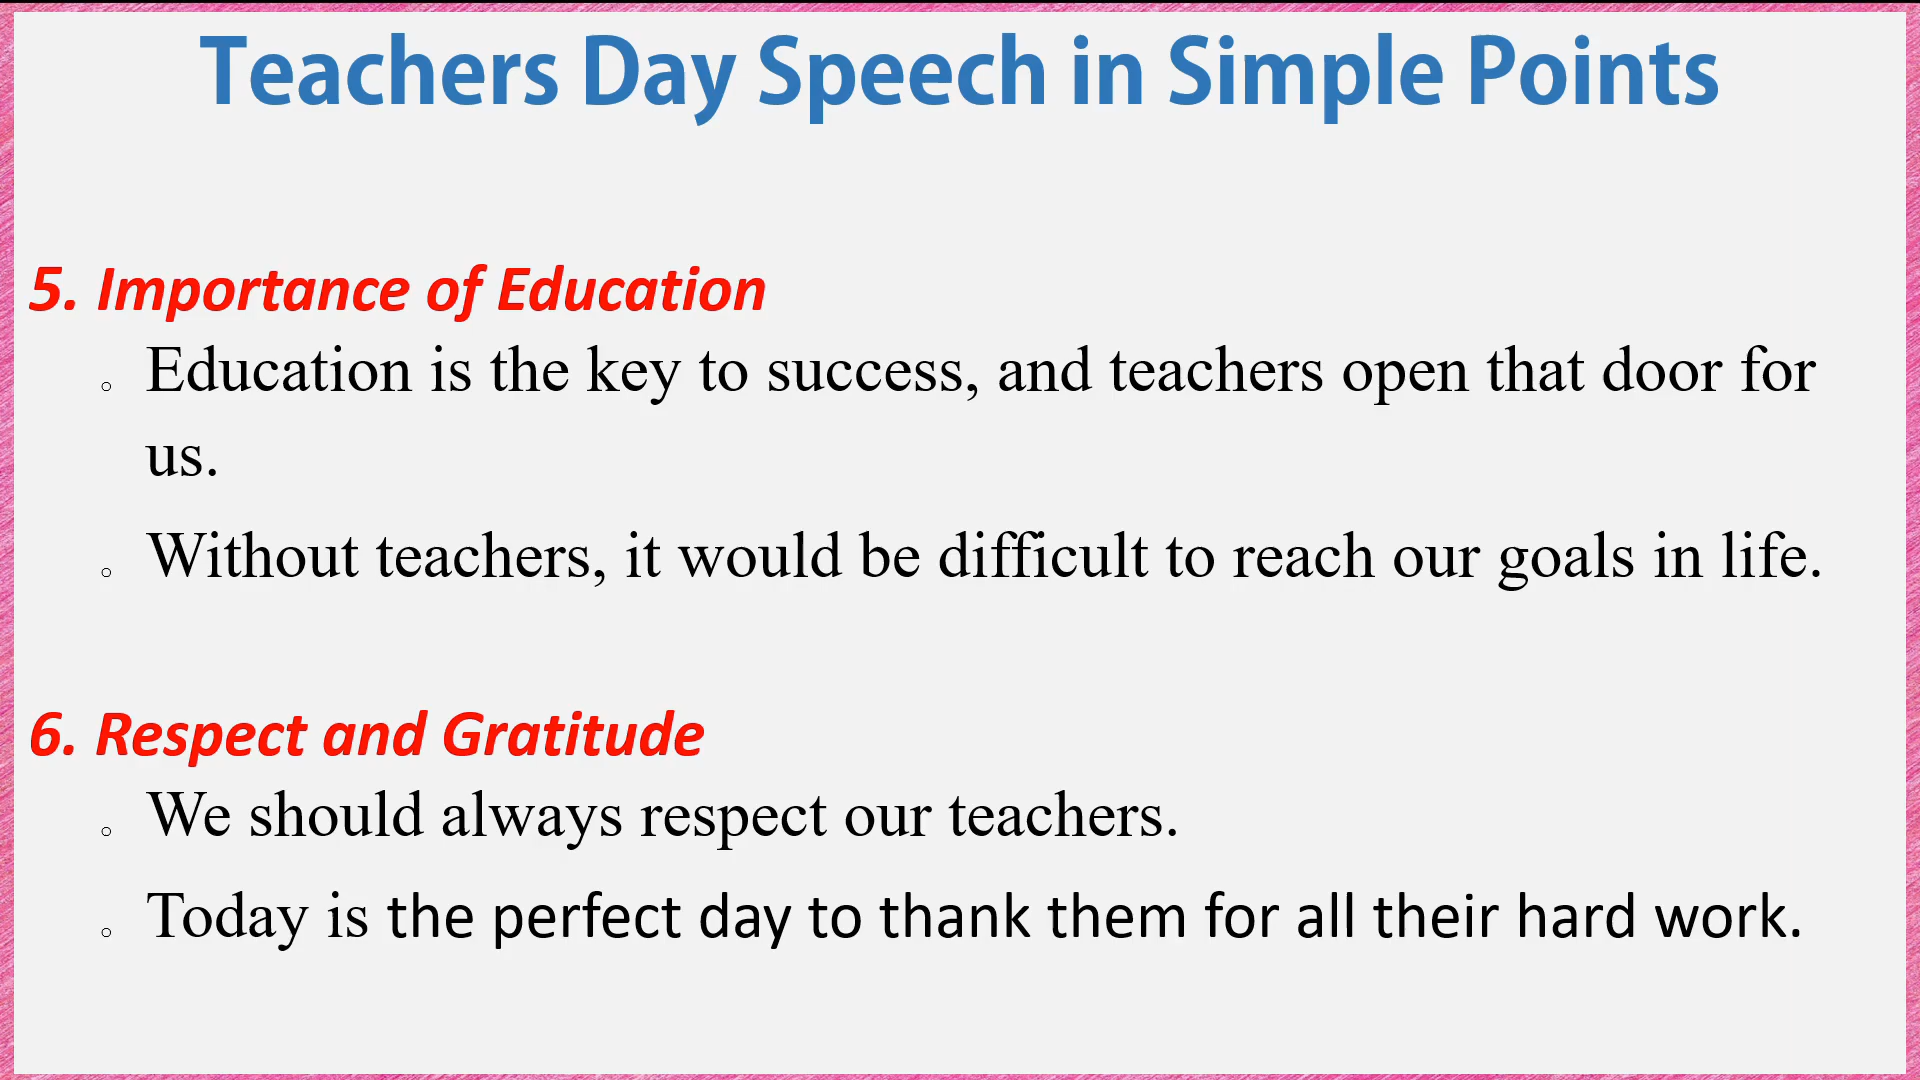 Teachers Day Speech in Simple Points
5. Importance of Education
○ Education is the key to success, and teachers open that door for
us.
○ Without teachers, it would be difficult to reach our goals in life.
6. Respect and Gratitude
○ We should always respect our teachers.
○ Today is the perfect day to thank them for all their hard work.